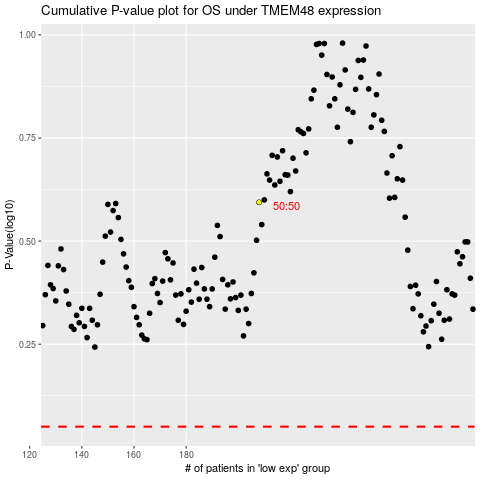 Cumulative P-value plot for OS under TMEM48 expression
1.00
0.75
0.50
0.25
P-Value(log10)
50:50
120 140 160 180
# of patients in 'low exp' group